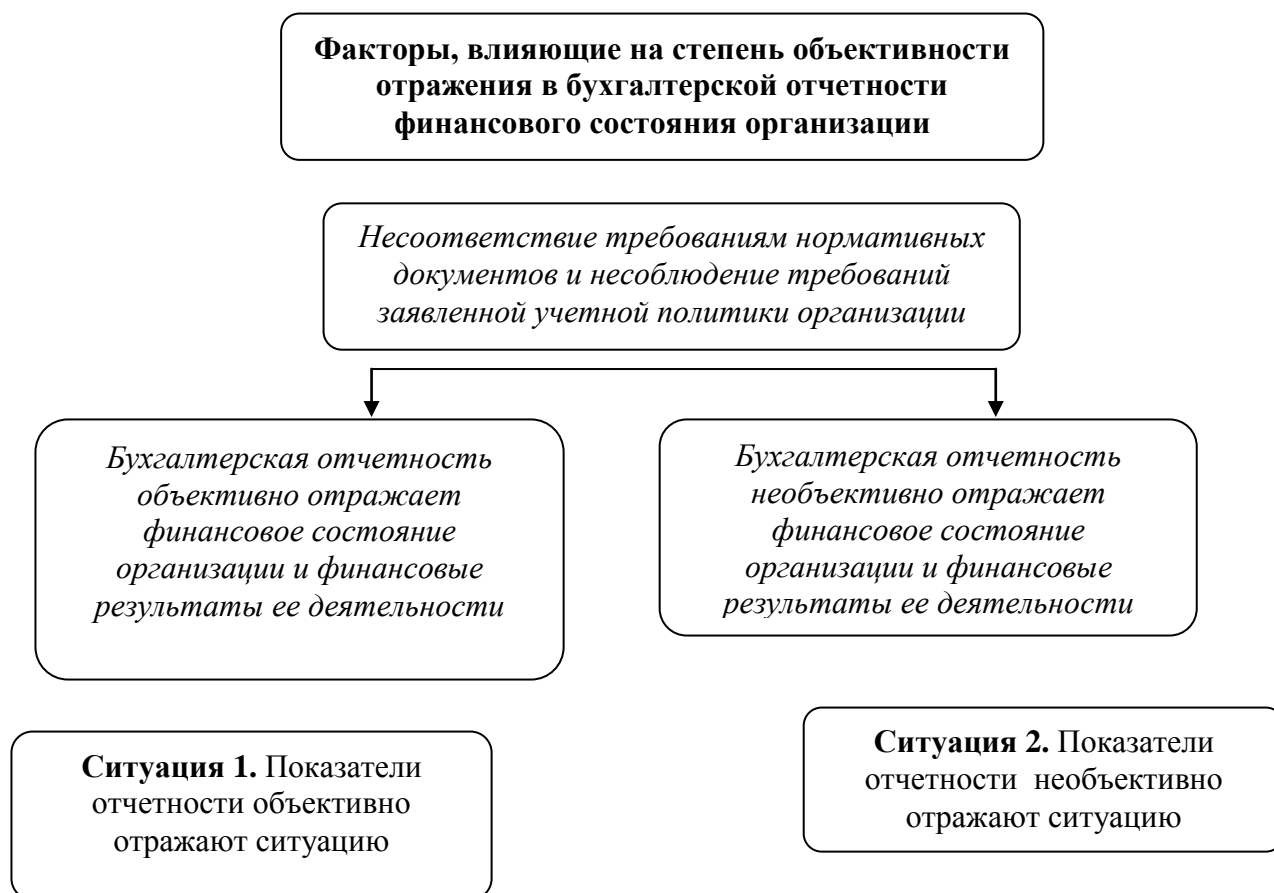 Факторы, влияющие на степень объективности
отражения в бухгалтерской отчетности
финансового состояния организации
Несоответствие требованиям нормативных
документов и несоблюдение требований
заявленной учетной политики организации
Бухгалтерская отчетность
объективно отражает
финансовое состояние
организации и финансовые
результаты ее деятельности
Бухгалтерская отчетность
необъективно отражает
финансовое состояние
организации и финансовые
результаты ее деятельности
Ситуация 1. Показатели
отчетности объективно
отражают ситуацию
Ситуация 2. Показатели
отчетности необъективно
отражают ситуацию